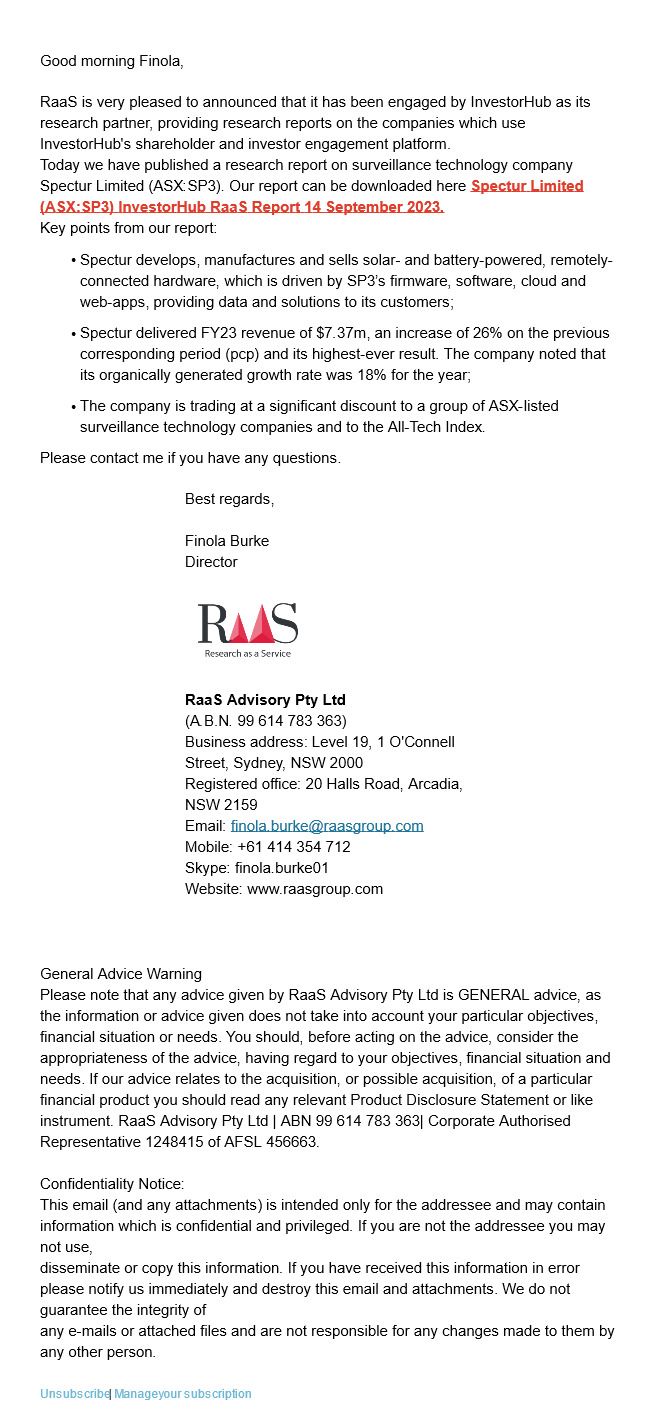 Good morning Finola,
RaaS is very pleased to announced that it has been engaged by InvestorHub as its
research partner, providing research reports on the companies which use
InvestorHub's shareholder and investor engagement platform.
Today we have published a research report on surveillance technology company
Spectur Limited (ASX:SP3). Our report can be downloaded here Spectur Limited
(ASX:SP3) InvestorHub RaaS Report 14 September 2023.
Key points from our report:
• Spectur develops, manufactures and sells solar- and battery-powered, remotely-
connected hardware, which is driven by SP3's firmware, software, cloud and
web-apps, providing data and solutions to its customers;
• Spectur delivered FY23 revenue of $7.37m, an increase of 26% on the previous
corresponding period (pcp) and its highest-ever result. The company noted that
its organically generated growth rate was 18% for the year;
• The company is trading at a significant discount to a group of ASX-listed
surveillance technology companies and to the All-Tech Index.
Please contact me if you have any questions.
Best regards,
Finola Burke
Director
RaaS
Research as a Service
RaaS Advisory Pty Ltd
(A.B.N. 99 614 783 363)
Business address: Level 19, 1 O'Connell
Street, Sydney, NSW 2000
Registered office: 20 Halls Road, Arcadia,
NSW 2159
Email: finola.burke@raasgroup.com
Mobile: +61 414 354 712
Skype: finola.burke01
Website: www.raasgroup.com
General Advice Warning
Please note that any advice given by RaaS Advisory Pty Ltd is GENERAL advice, as
the information or advice given does not take into account your particular objectives,
financial situation or needs. You should, before acting on the advice, consider the
appropriateness of the advice, having regard to your objectives, financial situation and
needs. If our advice relates to the acquisition, or possible acquisition, of a particular
financial product you should read any relevant Product Disclosure Statement or like
instrument. RaaS Advisory Pty Ltd | ABN 99 614 783 363| Corporate Authorised
Representative 1248415 of AFSL 456663.
Confidentiality Notice:
This email (and any attachments) is intended only for the addressee and may contain
information which is confidential and privileged. If you are not the addressee you may
not use,
disseminate or copy this information. If you have received this information in error
please notify us immediately and destroy this email and attachments. We do not
guarantee the integrity of
any e-mails or attached files and are not responsible for any changes made to them by
any other person.
Unsubscribe| Manageyour subscription